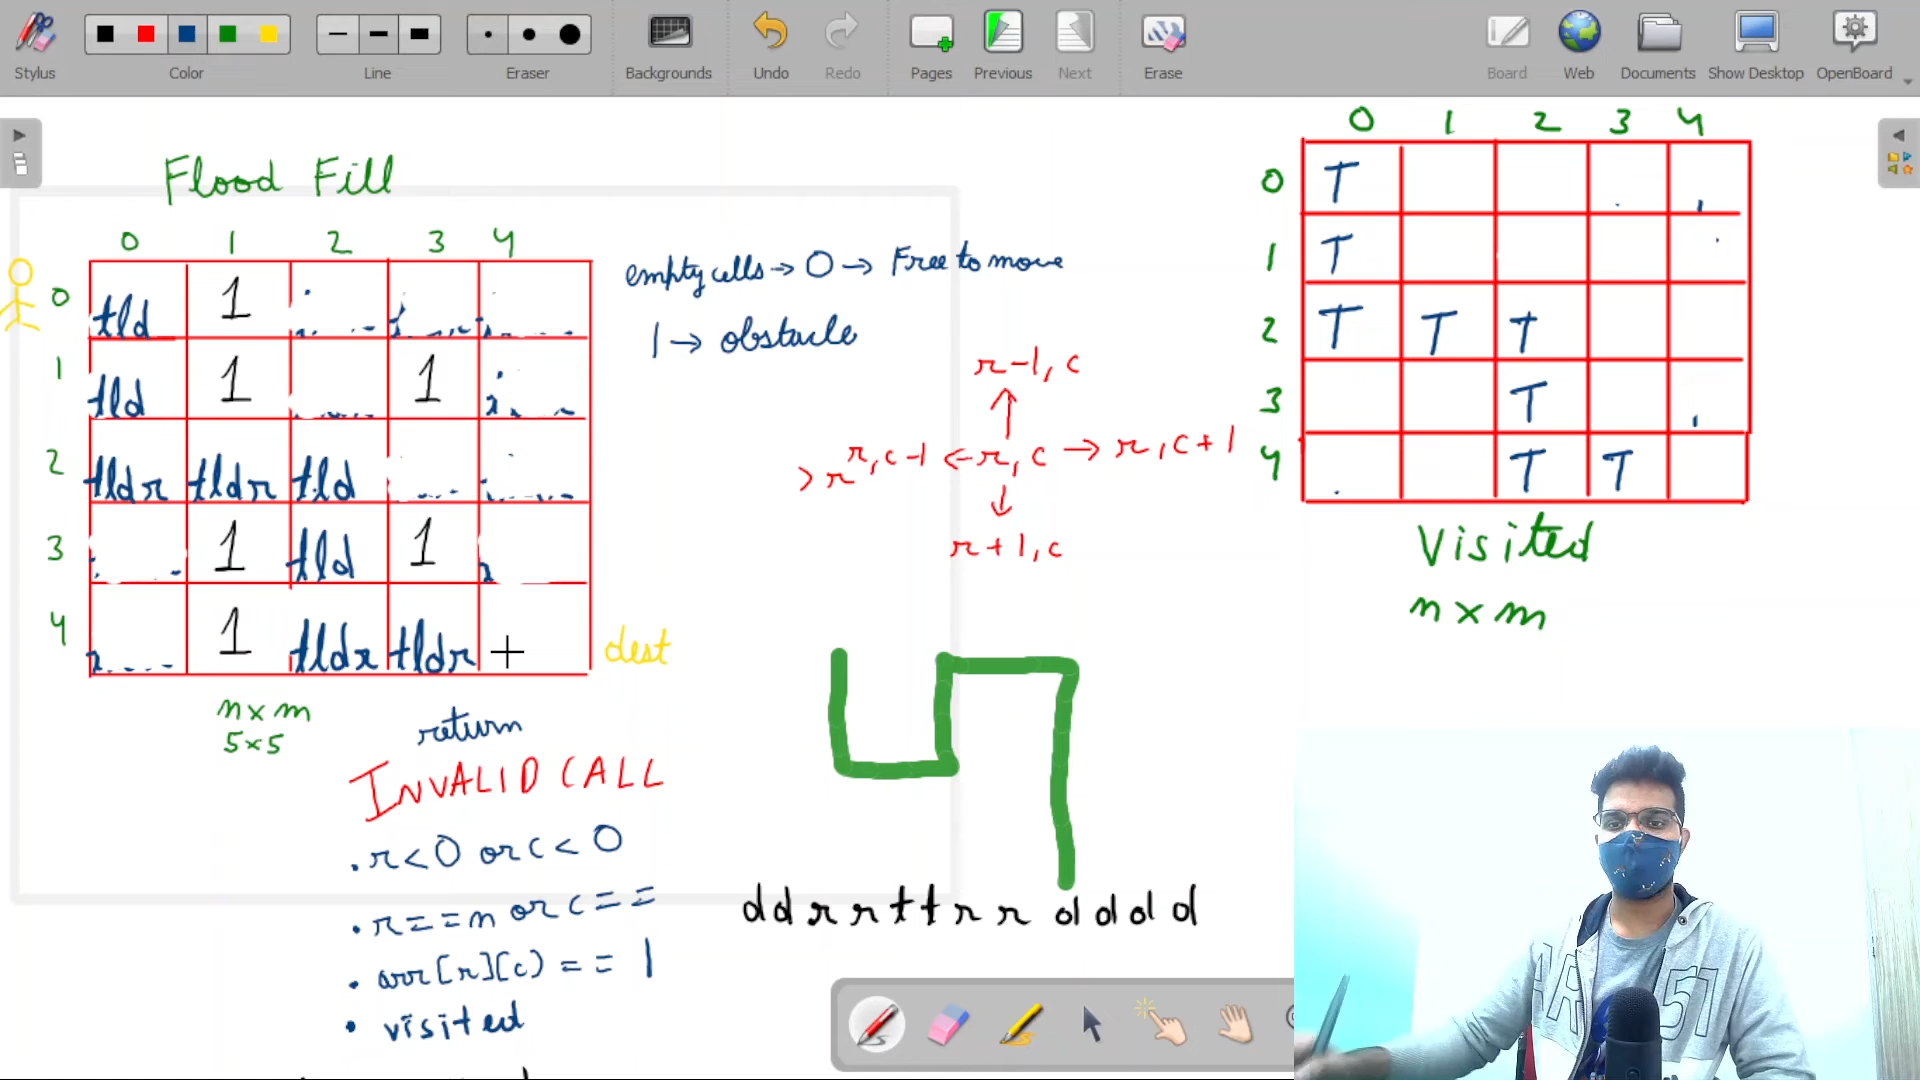 Stylus Color Line Eraser Backgrounds Undo Redo Pages Previous Next Erase Board Web Documents Show Desktop OpenBoard
Flood Fill
0 1 2 3 4
0 tld 1
1 tld 1 1
2 tldr tldr tld
3 1 tld 1
4 1 tldr tldr
dest
n x m
5x5
empty cells → 0 → Free to move
1 → obstacle
r-1, c
r, c-1 ← r, c → r, c+1
r+1, c
return
INVALID CALL
. r<0 or c<0
. r==n or c==
. arr[r][c] == 1
. visited
ddrrttrrdddd
0 1 2 3 4
0 T
1 T
2 T T T
3 T
4 T T
Visited
n x m
51